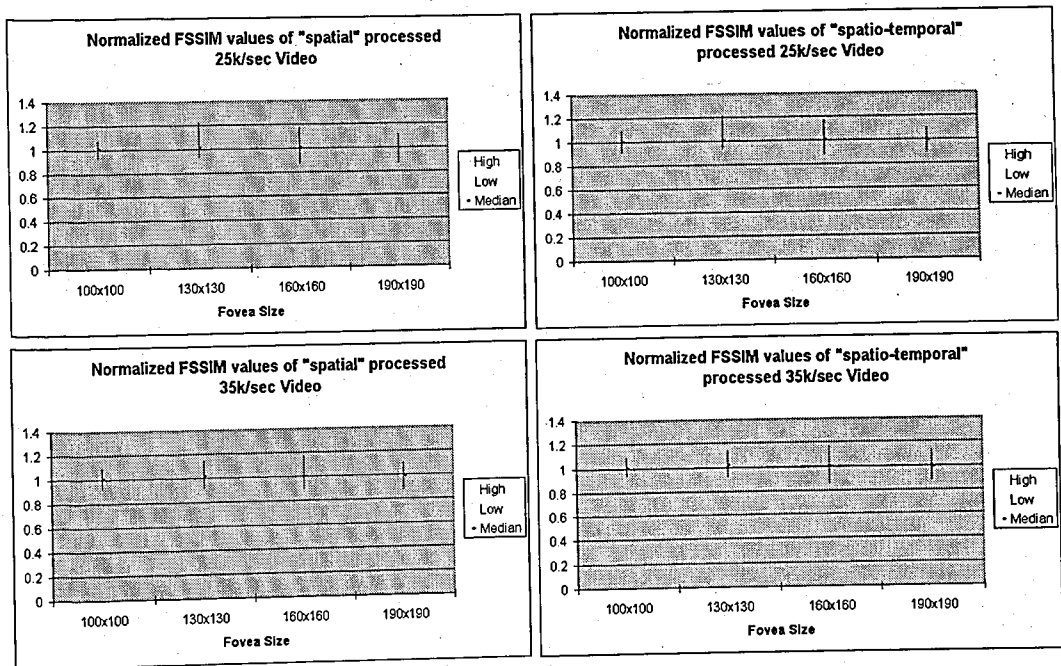 Normalized FSSIM values of "spatial" processed
25k/sec Video
1.4
1.2
1
0.8
0.6
0.4
0.2
0
100x100 130x130 160x160 190x190
Fovea Size
High
Low
Median
Normalized FSSIM values of "spatio-temporal"
processed 25k/sec Video
1.4
1.2
1
0.8
0.6
0.4
0.2
0
100x100 130x130 160x160 190x190
Fovea Size
High
Low
Median
Normalized FSSIM values of "spatial" processed
35k/sec Video
1.4
1.2
1
0.8
0.6
0.4
0.2
0
100x100 130x130 160x160 190x190
Fovea Size
High
Low
Median
Normalized FSSIM values of "spatio-temporal"
processed 35k/sec Video
1.4
1.2
1
0.8
0.6
0.4
0.2
0
100x100 130x130 160x160 190x190
Fovea Size
High
Low
Median